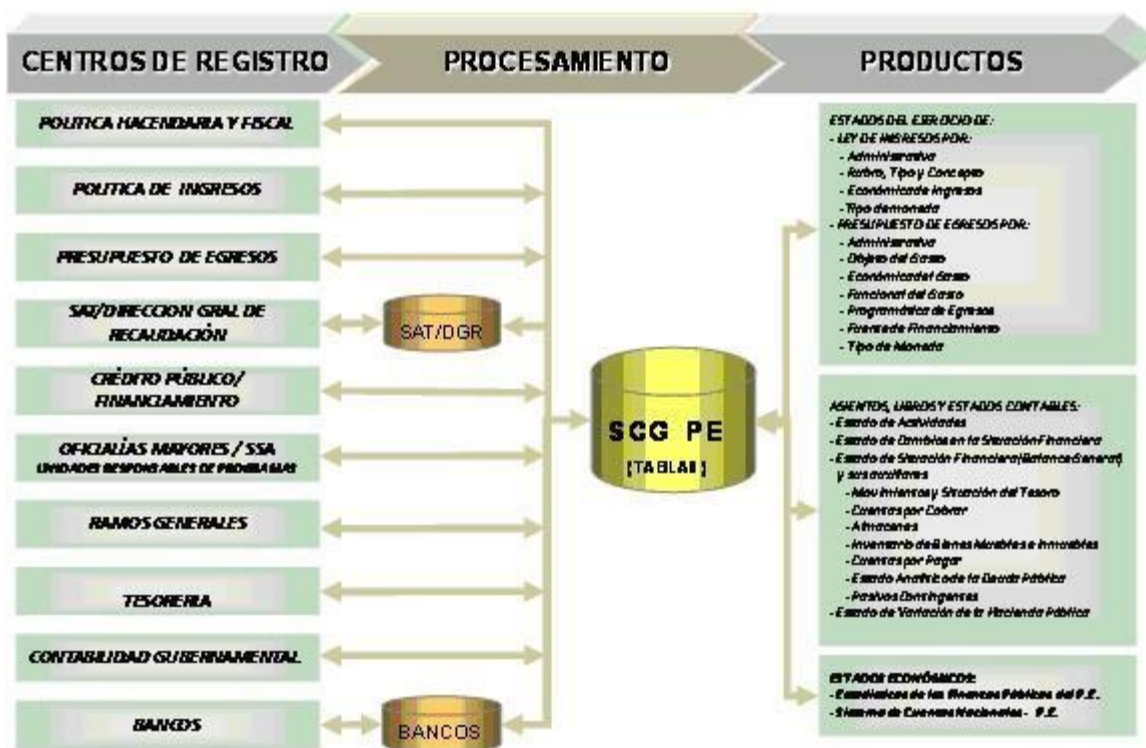 CENTROS DE REGISTRO
PROCESAMIENTO
PRODUCTOS
POLITICA HACENDARIA Y FISCAL
POLITICA DE INGRESOS
PRESUPUESTO DE EGRESOS
SAT/DIRECCION GRAL DE
RECAUDACIÓN
CRÉDITO PÚBLICO/
FINANCIAMIENTO
OFICIALÍAS MAYORES / SSA
UNIDADES RESPONSABLES DE PROGRAMAS
RAMOS GENERALES
TESORERIA
CONTABILIDAD GUBERNAMENTAL
BANCOS
SAT/DGR
BANCOS
SCG PE
(TABLAS)
ESTADOS DEL EJERCICIO DE:
- LEY DE INGRESOS POR:
- Administrativa
- Rubro, Tipo y Concepto
- Económica de Ingresos
- Tipo de moneda
- PRESUPUESTO DE EGRESOS POR:
- Administrativa
- Objeto del Gasto
- Económica del Gasto
- Funcional del Gasto
- Programática de Egresos
- Fuente de Financiamiento
- Tipo de Moneda
ASIENTOS, LIBROS Y ESTADOS CONTABLES:
- Estado de Actividades
- Estado de Cambios en la Situación Financiera
- Estado de Situación Financiera (Balance General)
y sus auxiliares
- Movimientos y Situación del Tesoro
- Cuentas por Cobrar
- Almacenes
- Inventario de Bienes Muebles e Inmuebles
- Cuentas por Pagar
- Estado Analítico de la Deuda Pública
- Pasivos Contingentes
- Estado de Variación de la Hacienda Pública
ESTADOS ECONÓMICOS:
- Estadísticas de las Finanzas Públicas del P.E.
- Sistema de Cuentas Nacionales - P.E.